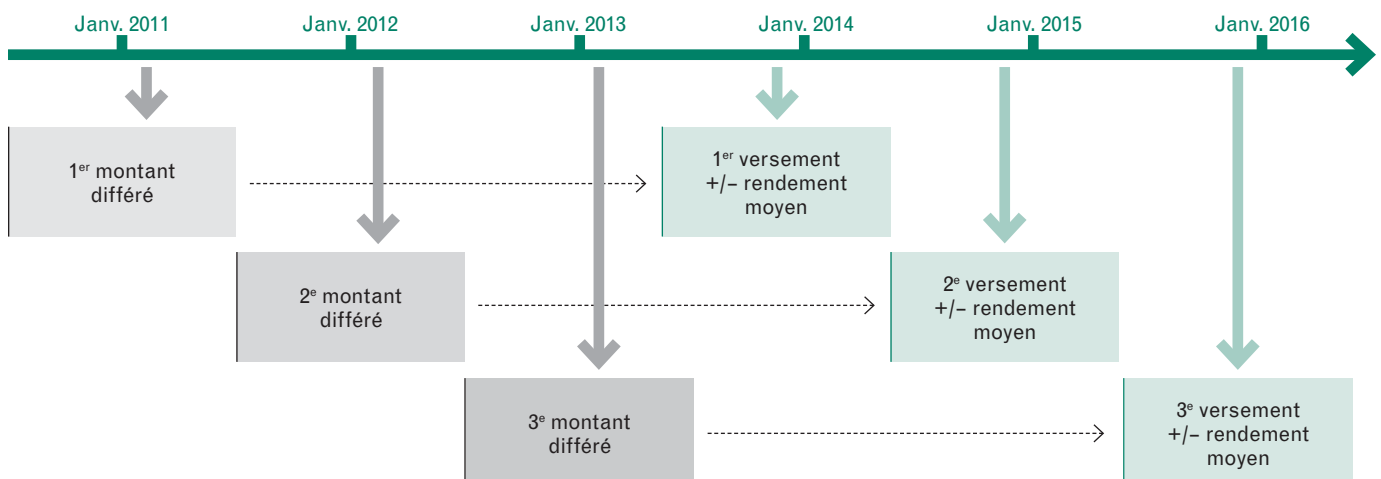 Janv. 2011 Janv. 2012 Janv. 2013 Janv. 2014 Janv. 2015 Janv. 2016
1er montant
différé
1er versement
+/– rendement
moyen
2e montant
différé
2e versement
+/– rendement
moyen
3e montant
différé
3e versement
+/– rendement
moyen